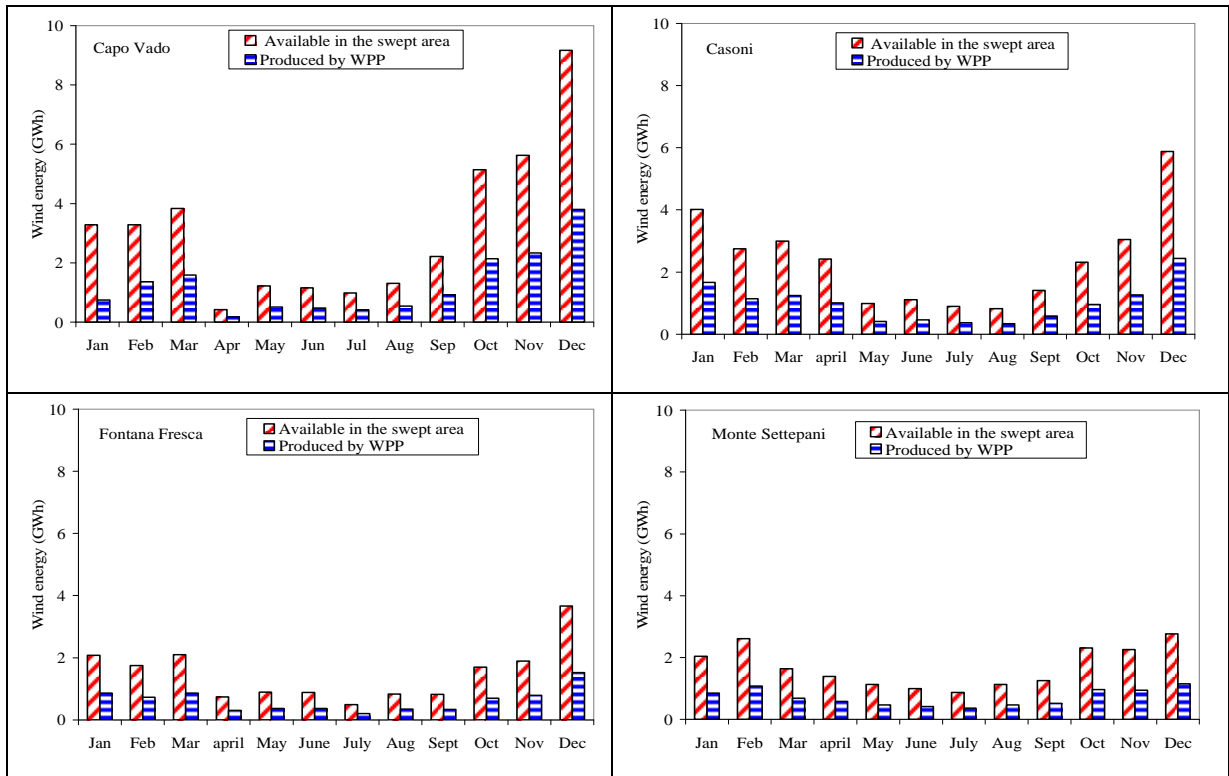 Capo Vado
Available in the swept area
Produced by WPP
Wind energy (GWh)
10
8
6
4
2
0
Jan Feb Mar Apr May Jun Jul Aug Sep Oct Nov Dec
Casoni
Available in the swept area
Produced by WPP
Wind energy (GWh)
10
8
6
4
2
0
Jan Feb Mar april May June July Aug Sept Oct Nov Dec
Fontana Fresca
Available in the swept area
Produced by WPP
Wind energy (GWh)
10
8
6
4
2
0
Jan Feb Mar april May June July Aug Sept Oct Nov Dec
Monte Settepani
Available in the swept area
Produced by WPP
Wind energy (GWh)
10
8
6
4
2
0
Jan Feb Mar april May June July Aug Sept Oct Nov Dec